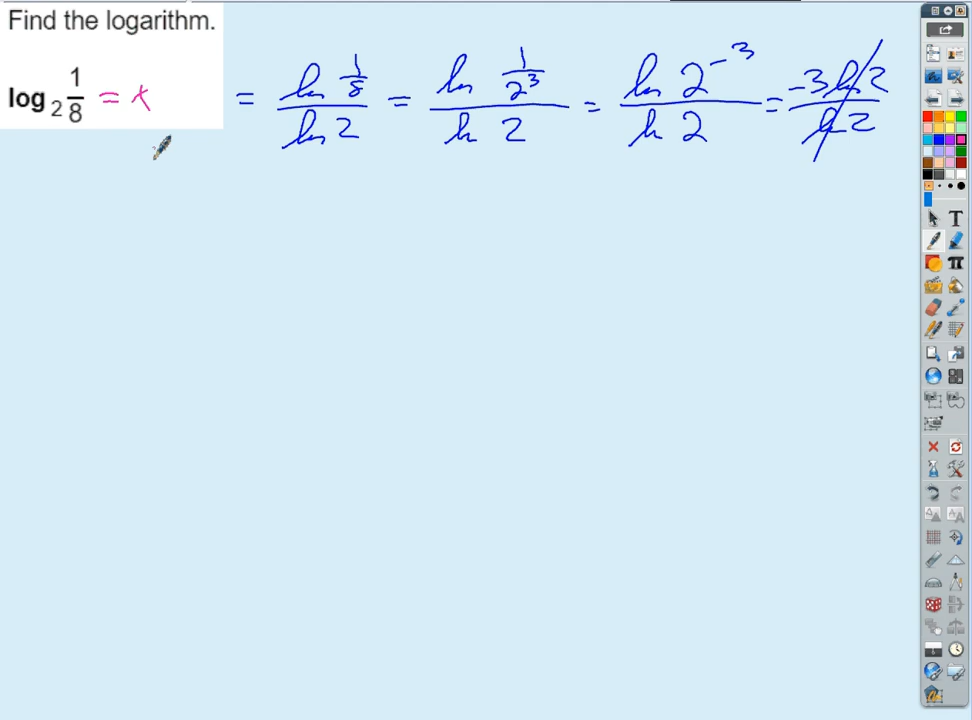 Find the logarithm.
log₂ 1/8 = x = ln 1/8 / ln 2 = ln 1/2³ / ln 2 = ln 2⁻³ / ln 2 = -3 ln 2 / ln 2
T
π